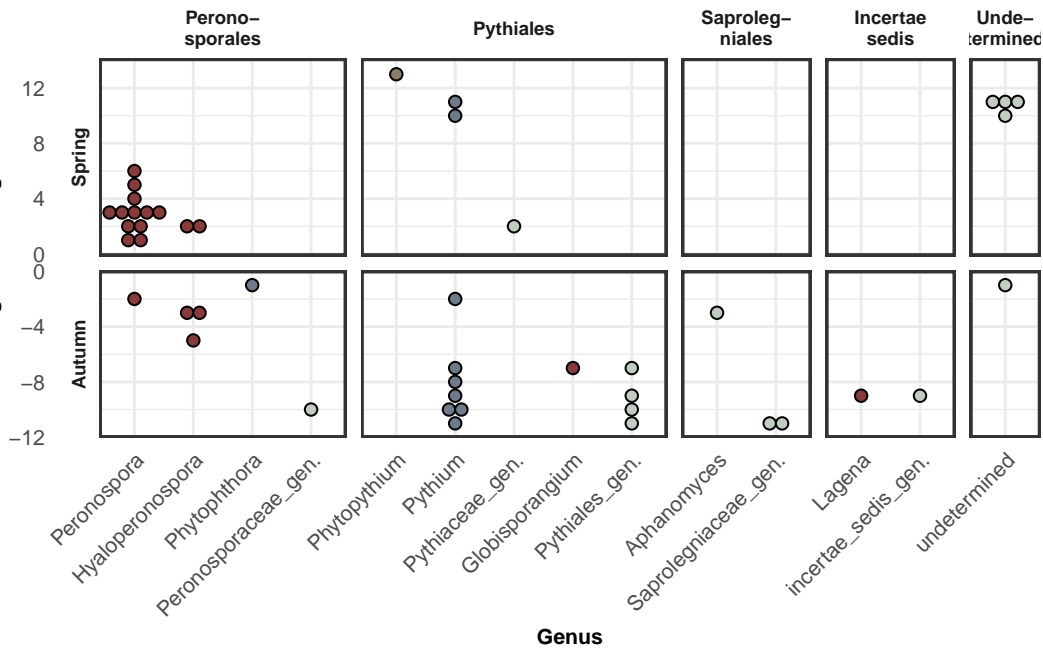 Perono−
sporales
Pythiales
Saproleg−
niales
Incertae
sedis
Unde−
termined
12
8
4
0
Spring
0
−4
−8
−12
Autumn
Peronospora
Hyaloperonospora
Phytophthora
Peronosporaceae_gen.
Phytopythium
Pythium
Pythiaceae_gen.
Globisporangium
Pythiales_gen.
Aphanomyces
Saprolegniaceae_gen.
Lagena
incertae_sedis_gen.
undetermined
Genus